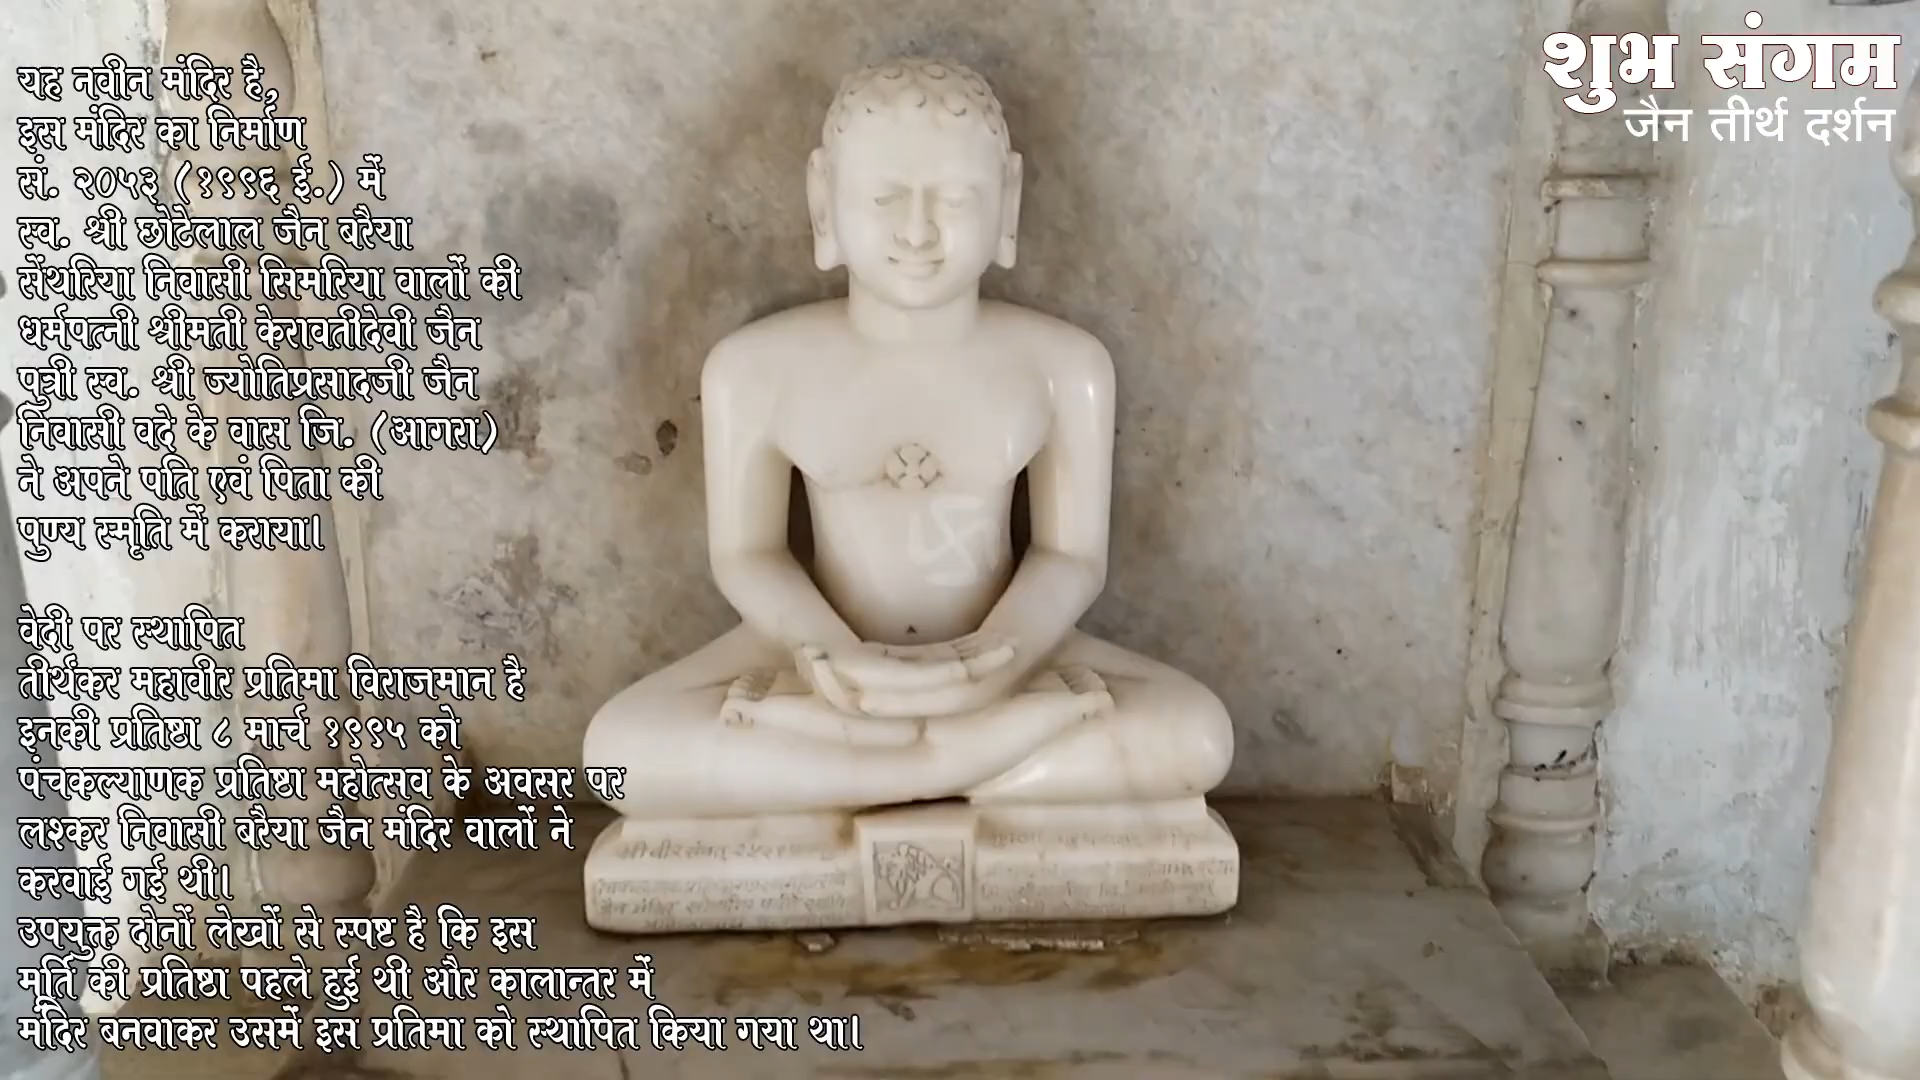 शुभ संगम
जैन तीर्थ दर्शन
यह नवीन मंदिर है,
इस मंदिर का निर्माण
सं. २०५३ (१९९६ ई.) में
स्व. श्री छोटेलाल जैन बरैया
सेंथरिया निवासी सिमरिया वालों की
धर्मपत्नी श्रीमती केरावतीदेवी जैन
पुत्री स्व. श्री ज्योतिप्रसादजी जैन
निवासी वदे के वास जि. (आगरा)
ने अपने पति एवं पिता की
पुण्य स्मृति में कराया।
वेदी पर स्थापित
तीर्थंकर महावीर प्रतिमा विराजमान है
इनकी प्रतिष्ठा ८ मार्च १९९५ को
पंचकल्याणक प्रतिष्ठा महोत्सव के अवसर पर
लश्कर निवासी बरैया जैन मंदिर वालों ने
करवाई गई थी।
उपयुक्त दोनों लेखों से स्पष्ट है कि इस
मूर्ति की प्रतिष्ठा पहले हुई थी और कालान्तर में
मंदिर बनवाकर उसमें इस प्रतिमा को स्थापित किया गया था।
श्री वीर संवत्